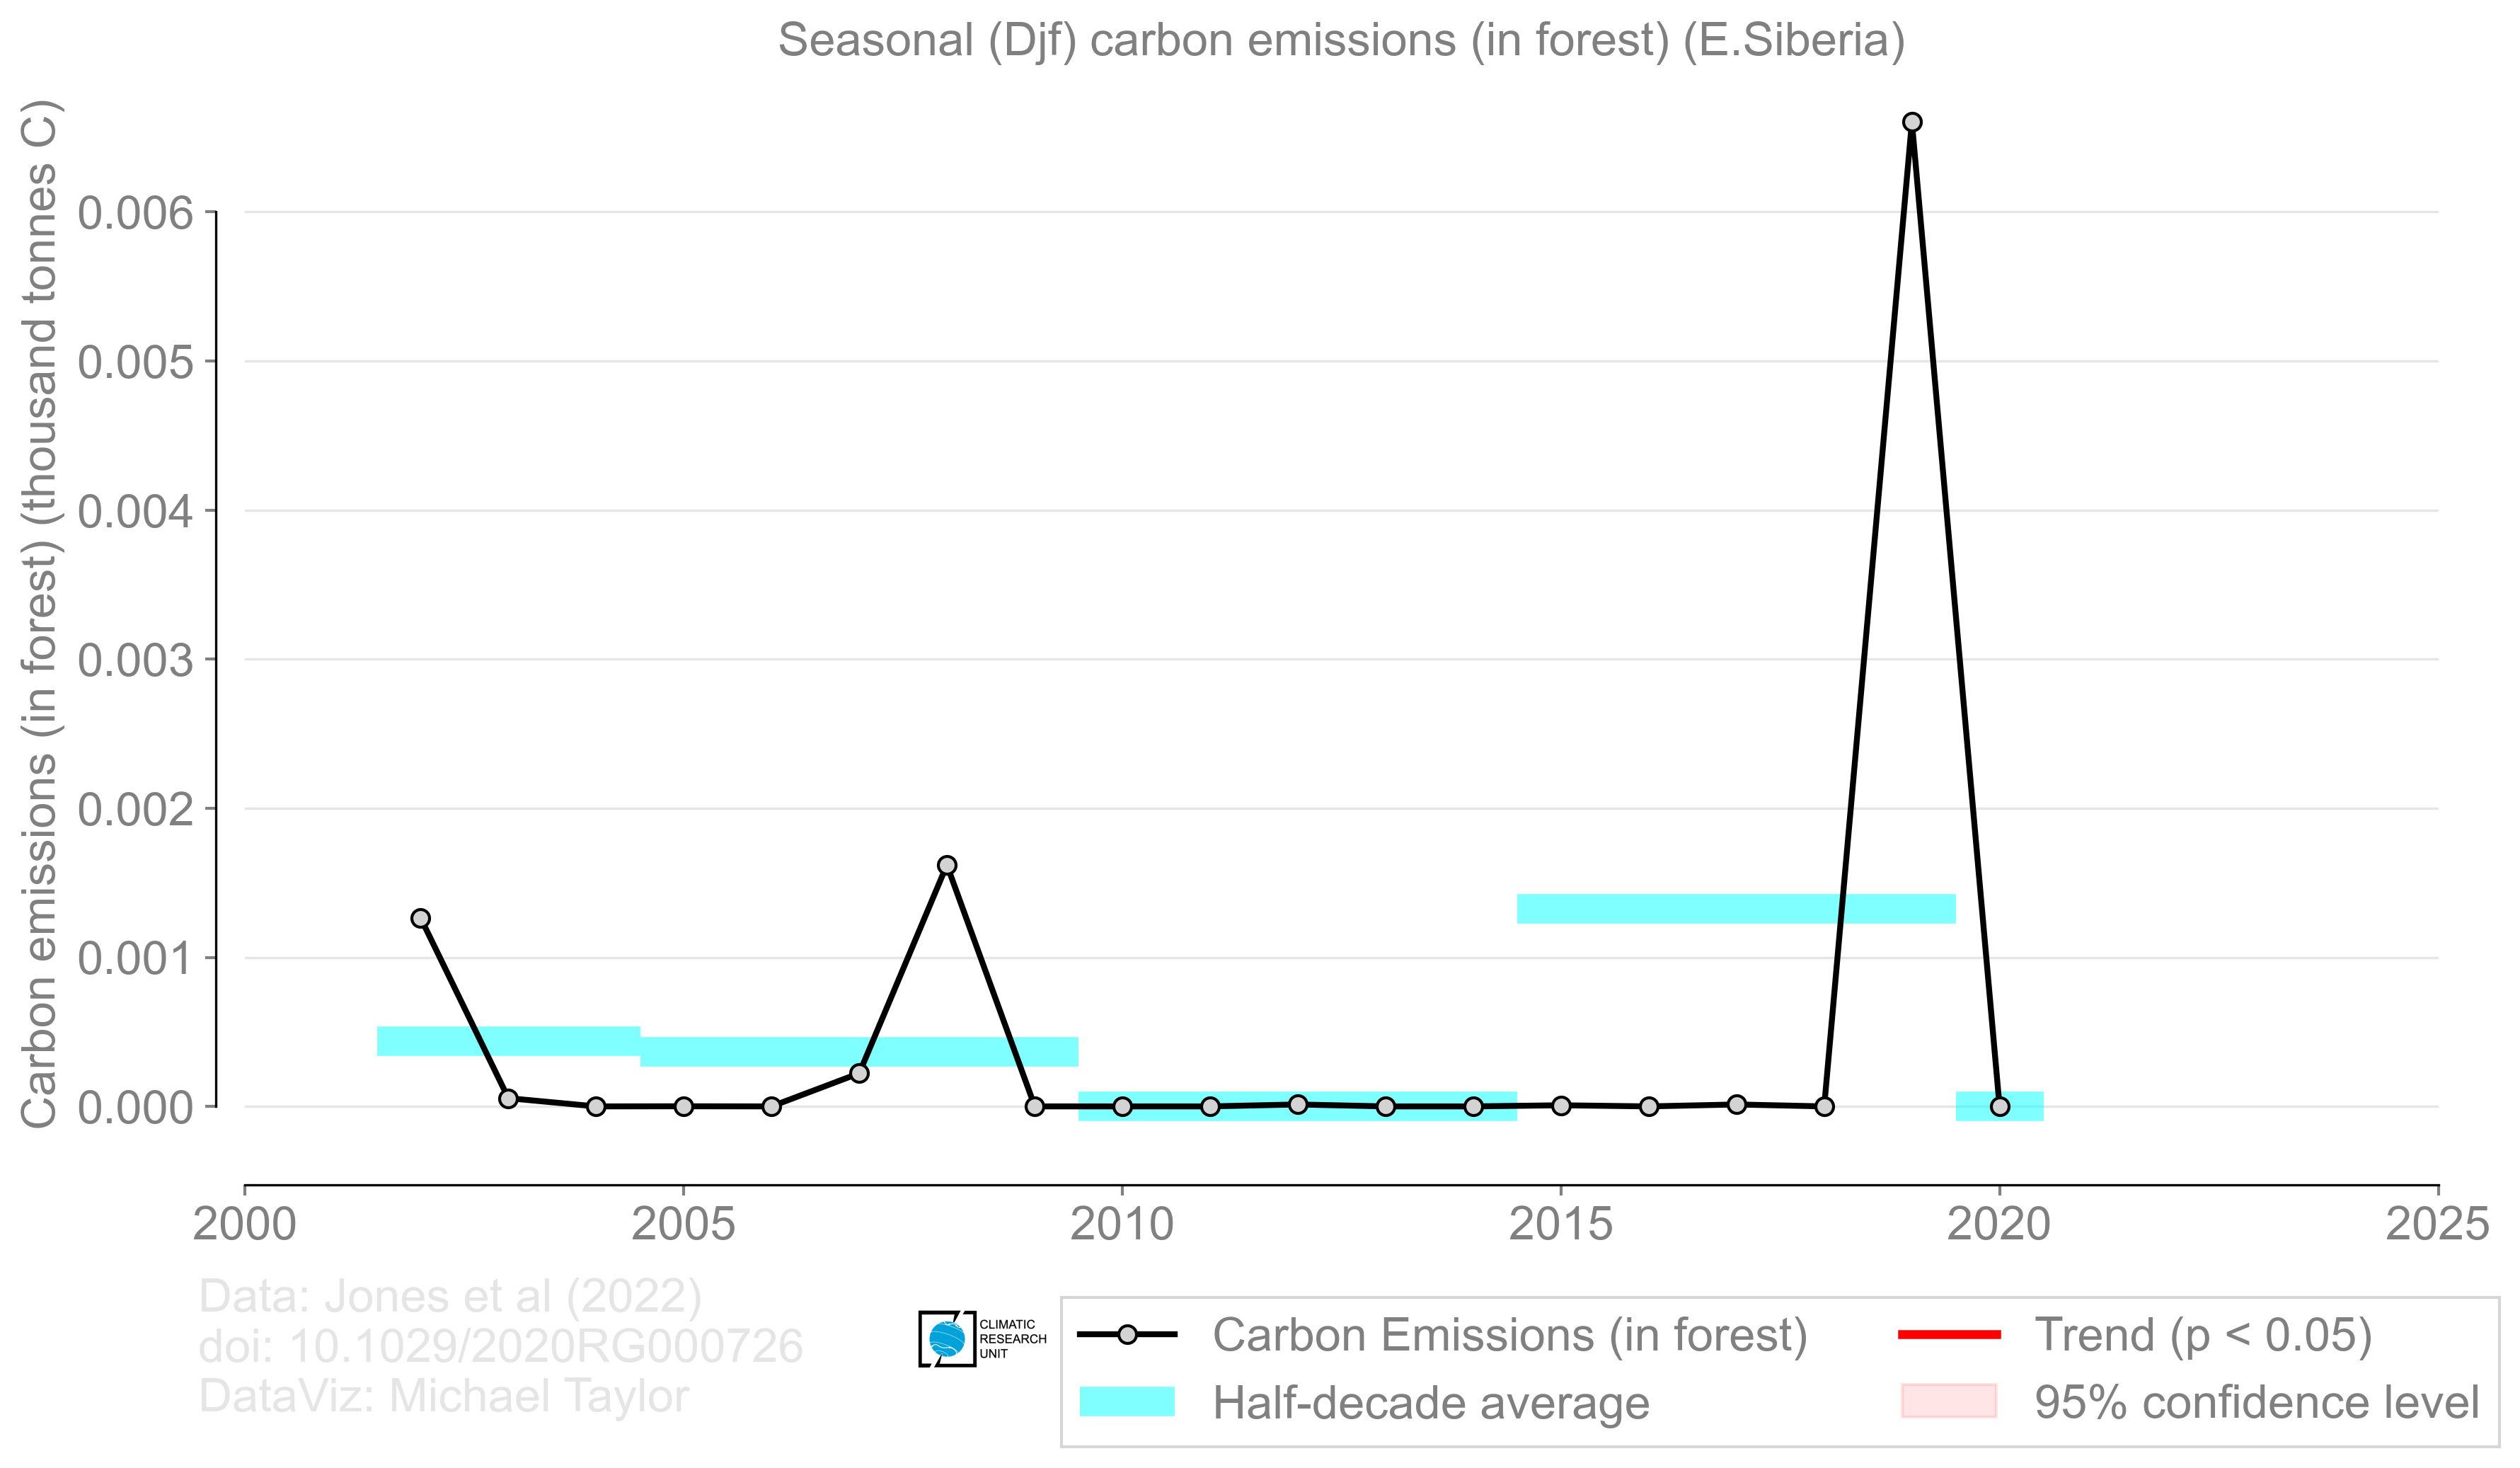 Seasonal (Djf) carbon emissions (in forest) (E.Siberia)
Carbon emissions (in forest) (thousand tonnes C)
0.006
0.005
0.004
0.003
0.002
0.001
0.000
2000 2005 2010 2015 2020 2025
Data: Jones et al (2022)
doi: 10.1029/2020RG000726
DataViz: Michael Taylor
CLIMATIC
RESEARCH
UNIT
Carbon Emissions (in forest)
Half-decade average
Trend (p < 0.05)
95% confidence level